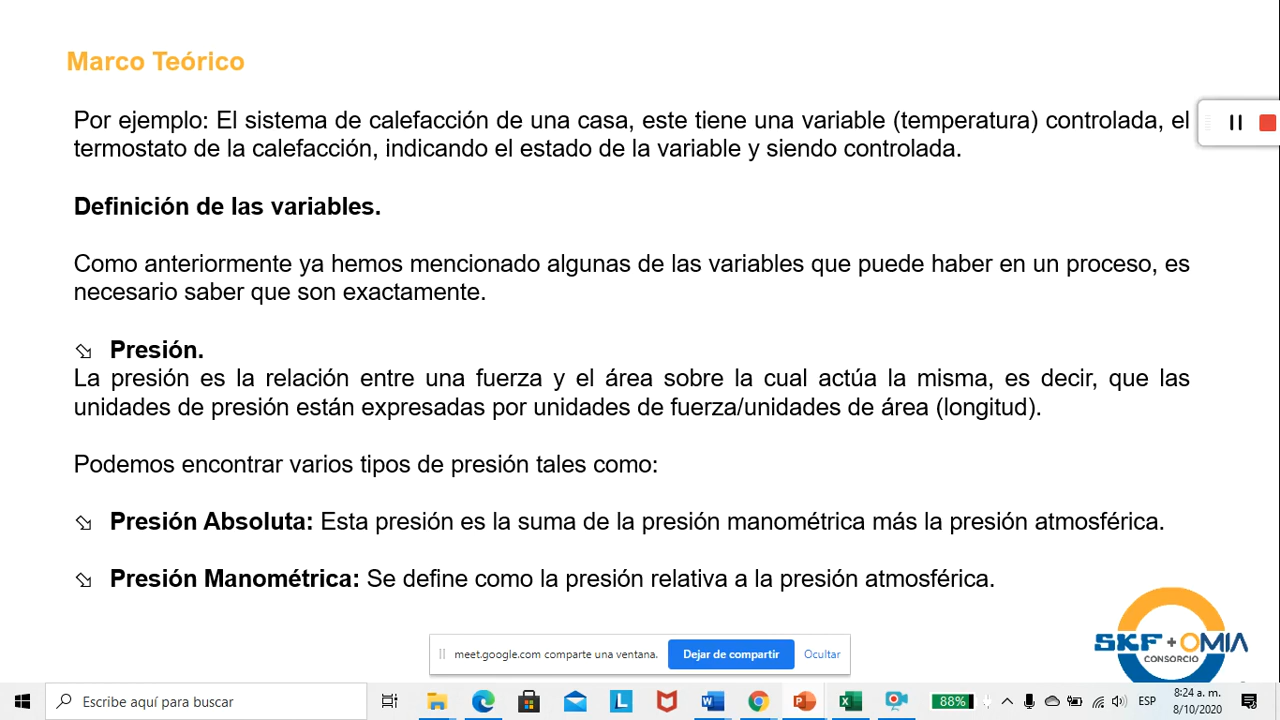 Marco Teórico
Por ejemplo: El sistema de calefacción de una casa, este tiene una variable (temperatura) controlada, el
termostato de la calefacción, indicando el estado de la variable y siendo controlada.
Definición de las variables.
Como anteriormente ya hemos mencionado algunas de las variables que puede haber en un proceso, es
necesario saber que son exactamente.
Presión.
La presión es la relación entre una fuerza y el área sobre la cual actúa la misma, es decir, que las
unidades de presión están expresadas por unidades de fuerza/unidades de área (longitud).
Podemos encontrar varios tipos de presión tales como:
Presión Absoluta: Esta presión es la suma de la presión manométrica más la presión atmosférica.
Presión Manométrica: Se define como la presión relativa a la presión atmosférica.
SKF + OMIA
CONSORCIO
meet.google.com comparte una ventana. Dejar de compartir Ocultar
Escribe aquí para buscar
88%
ESP
8:24 a. m.
8/10/2020